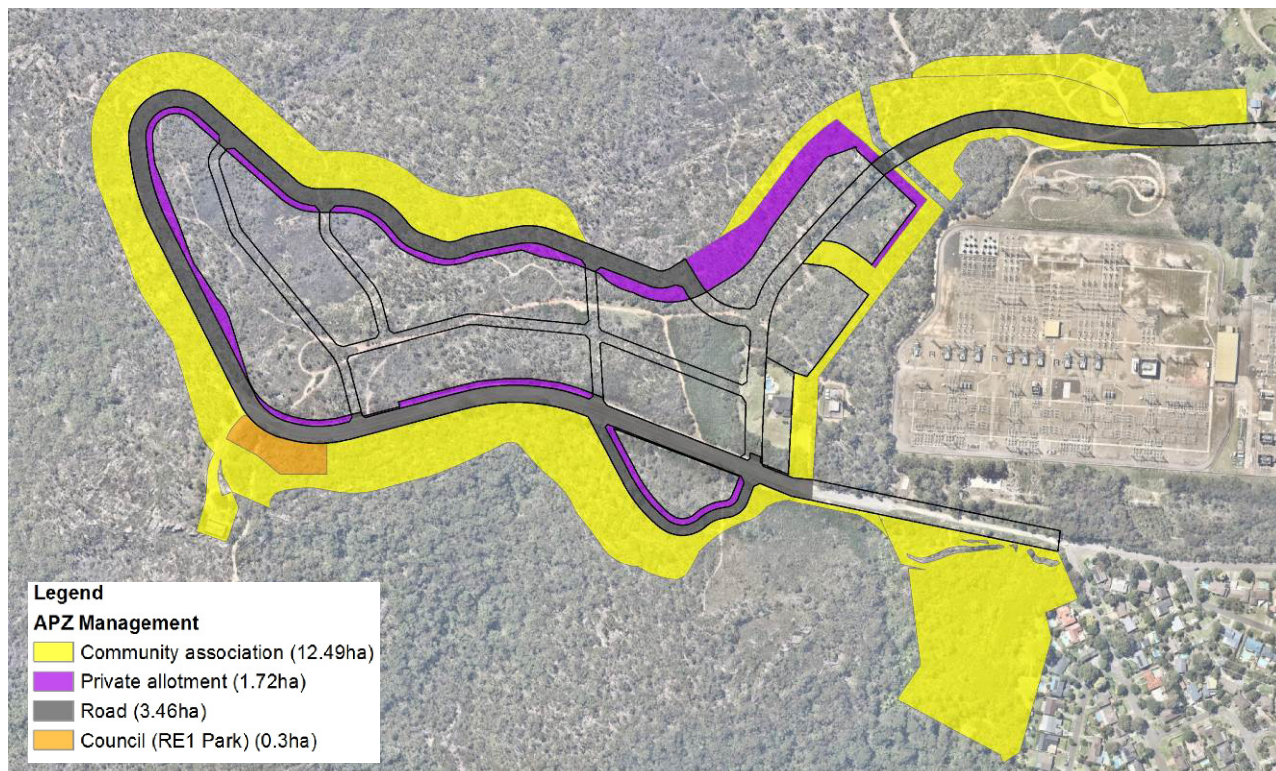 Legend
APZ Management
Community association (12.49ha)
Private allotment (1.72ha)
Road (3.46ha)
Council (RE1 Park) (0.3ha)